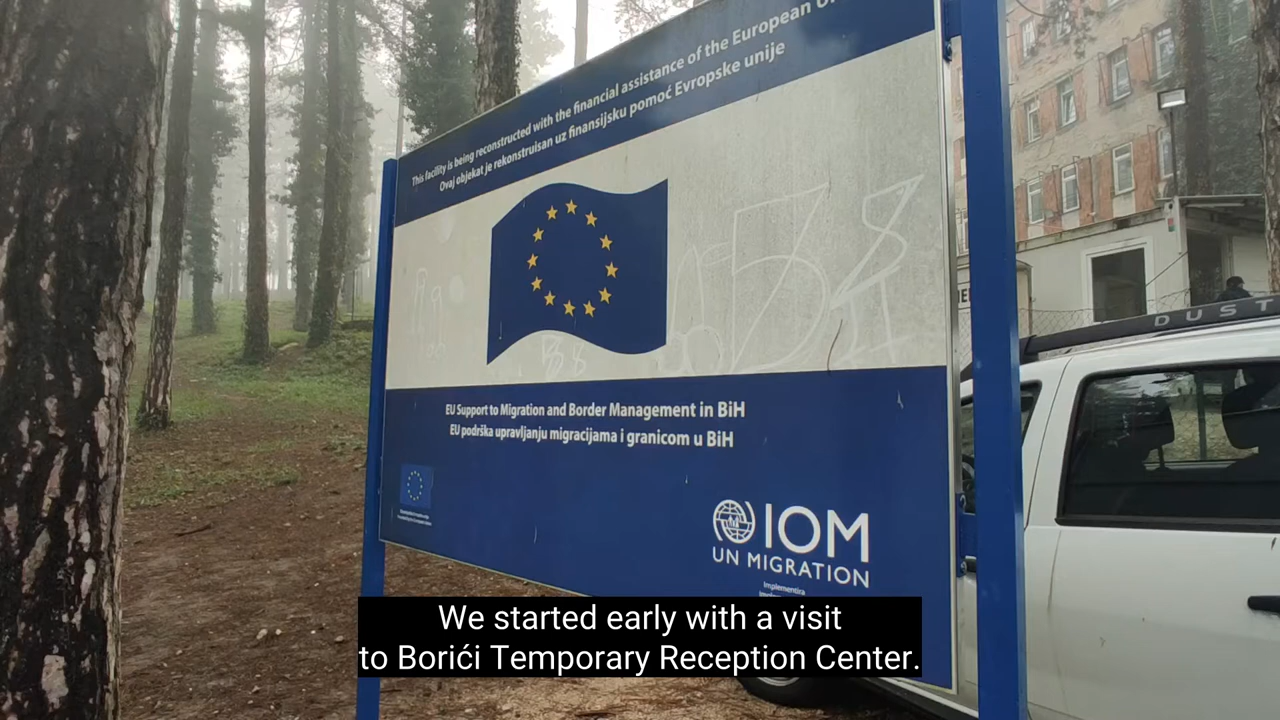 This facility is being reconstructed with the financial assistance of the European
Ovaj objekat je rekonstruisan uz finansijsku pomoć Evropske unije
EU Support to Migration and Border Management in BiH
EU podrška upravljanju migracijama i granicom u BiH
IOM
UN MIGRATION
Implementira
DUST
We started early with a visit
to Borići Temporary Reception Center.